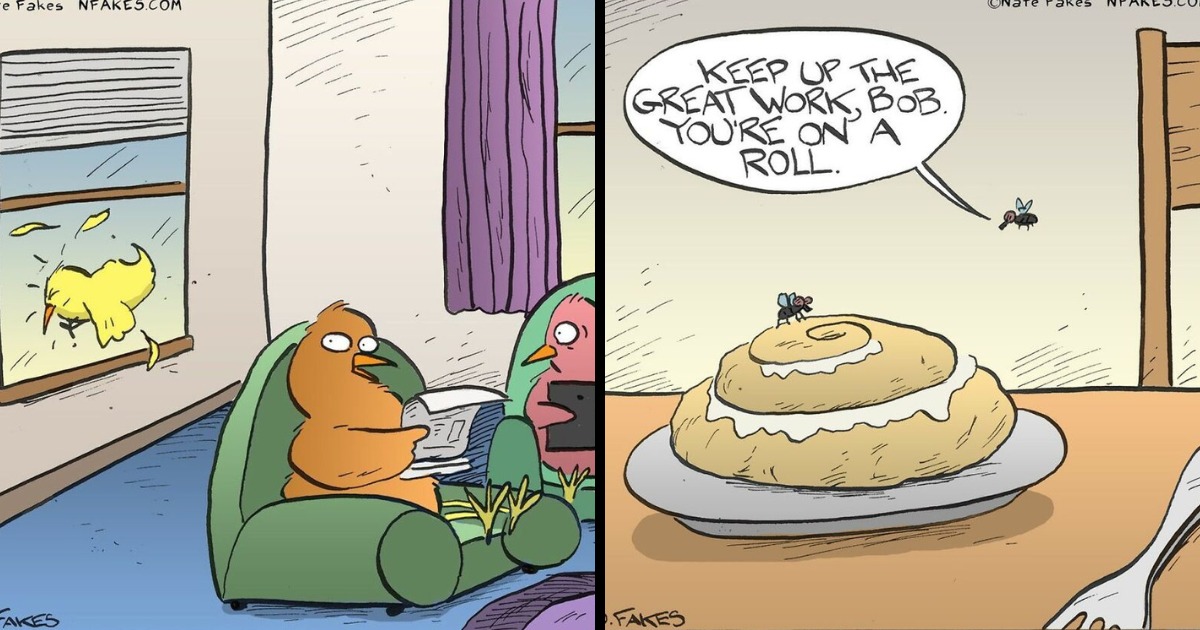 e Fakes NFAKES.COM
FAKES
©Nate Fakes NFAKES.CO
KEEP UP THE
GREAT WORK, BOB.
YOU'RE ON A
ROLL.
. FAKES